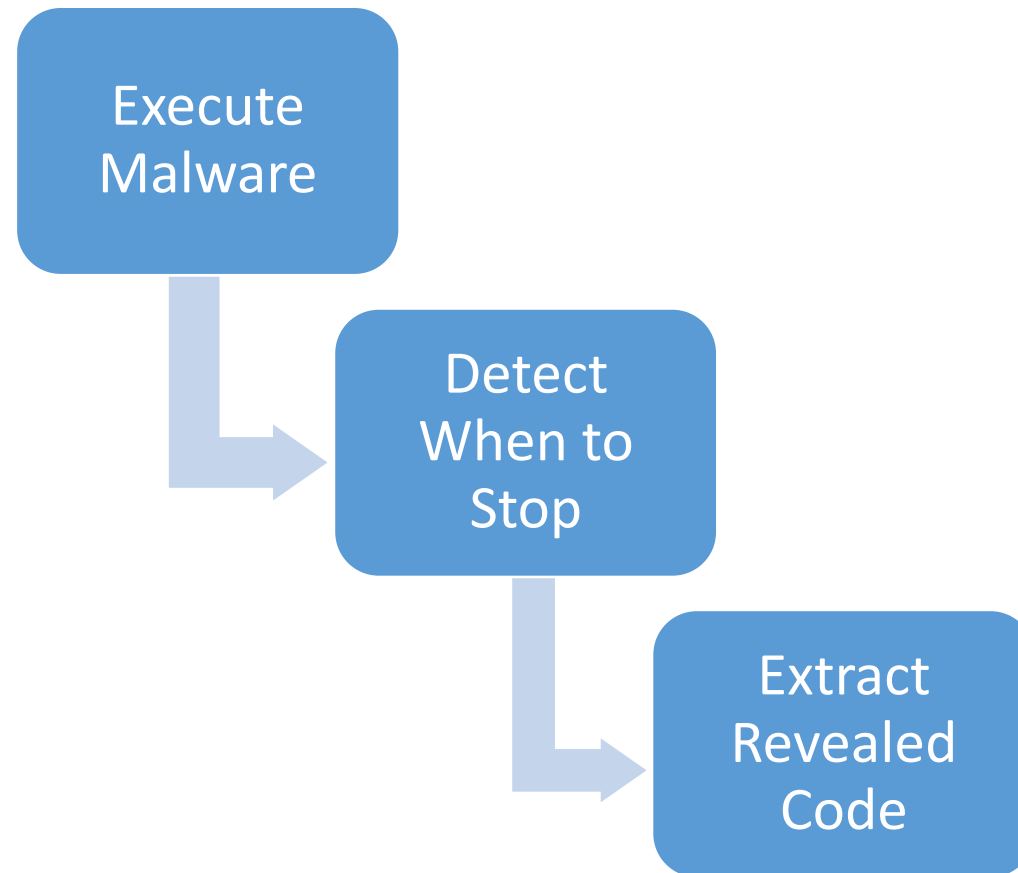 Execute
Malware
Detect
When to
Stop
Extract
Revealed
Code